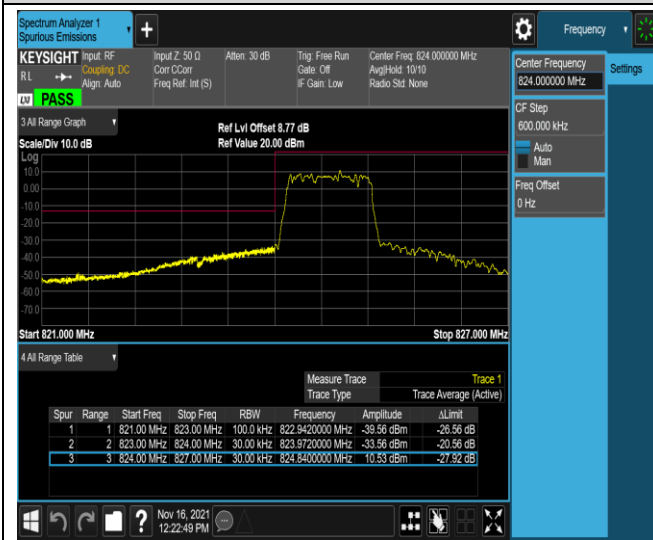 Spectrum Analyzer 1
Spurious Emissions
Frequency
KEYSIGHT
RL
LXI PASS
Input: RF
Coupling: DC
Align: Auto
Input Z: 50 Ω
Corr CCorr
Freq Ref: Int (S)
Atten: 30 dB
Trig: Free Run
Gate: Off
IF Gain: Low
Center Freq: 824.000000 MHz
Avg|Hold: 10/10
Radio Std: None
Center Frequency
824.000000 MHz
Settings
CF Step
600.000 kHz
Auto
Man
Freq Offset
0 Hz
3 All Range Graph
Scale/Div 10.0 dB
Ref Lvl Offset 8.77 dB
Ref Value 20.00 dBm
Log
10.0
0.00
-10.0
-20.0
-30.0
-40.0
-50.0
-60.0
-70.0
Start 821.000 MHz Stop 827.000 MHz
4 All Range Table
Measure Trace Trace 1
Trace Type Trace Average (Active)
Spur Range Start Freq Stop Freq RBW Frequency Amplitude ΔLimit
1 1 821.00 MHz 823.00 MHz 100.0 kHz 822.9420000 MHz -39.56 dBm -26.56 dB
2 2 823.00 MHz 824.00 MHz 30.00 kHz 823.9720000 MHz -33.56 dBm -20.56 dB
3 3 824.00 MHz 827.00 MHz 30.00 kHz 824.8400000 MHz 10.53 dBm -27.92 dB
?
Nov 16, 2021
12:22:49 PM